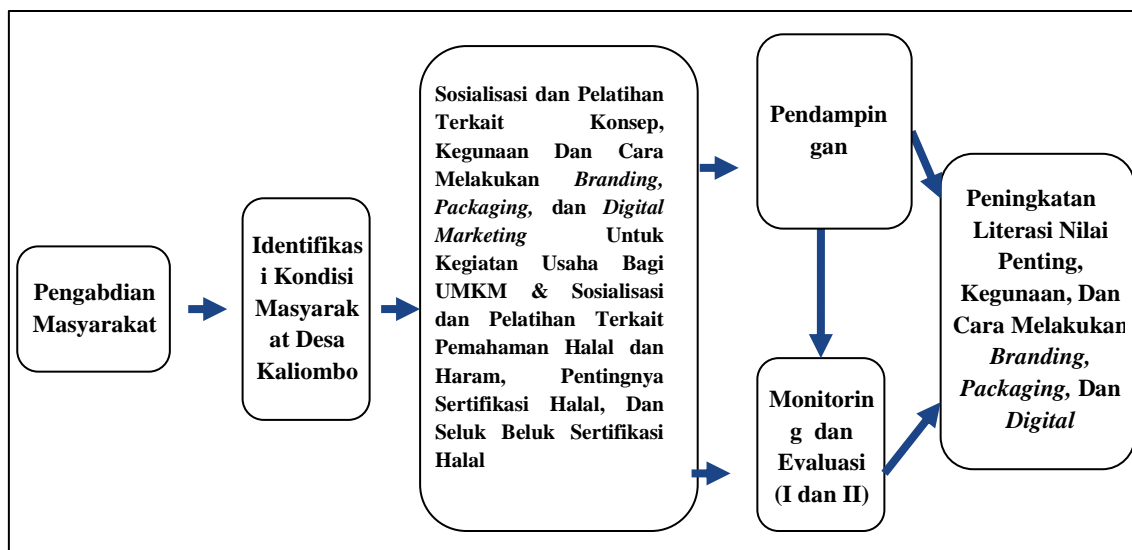 Pengabdian
Masyarakat
Identifikas
i Kondisi
Masyarak
at Desa
Kaliombo
Sosialisasi dan Pelatihan
Terkait Konsep,
Kegunaan Dan Cara
Melakukan Branding,
Packaging, dan Digital
Marketing Untuk
Kegiatan Usaha Bagi
UMKM & Sosialisasi
dan Pelatihan Terkait
Pemahaman Halal dan
Haram, Pentingnya
Sertifikasi Halal, Dan
Seluk Beluk Sertifikasi
Halal
Pendampin
gan
Monitorin
g dan
Evaluasi
(I dan II)
Peningkatan
Literasi Nilai
Penting,
Kegunaan, Dan
Cara Melakukan
Branding,
Packaging, Dan
Digital